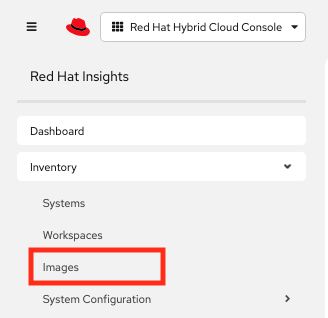 Red Hat Hybrid Cloud Console
Red Hat Insights
Dashboard
Inventory
Systems
Workspaces
Images
System Configuration